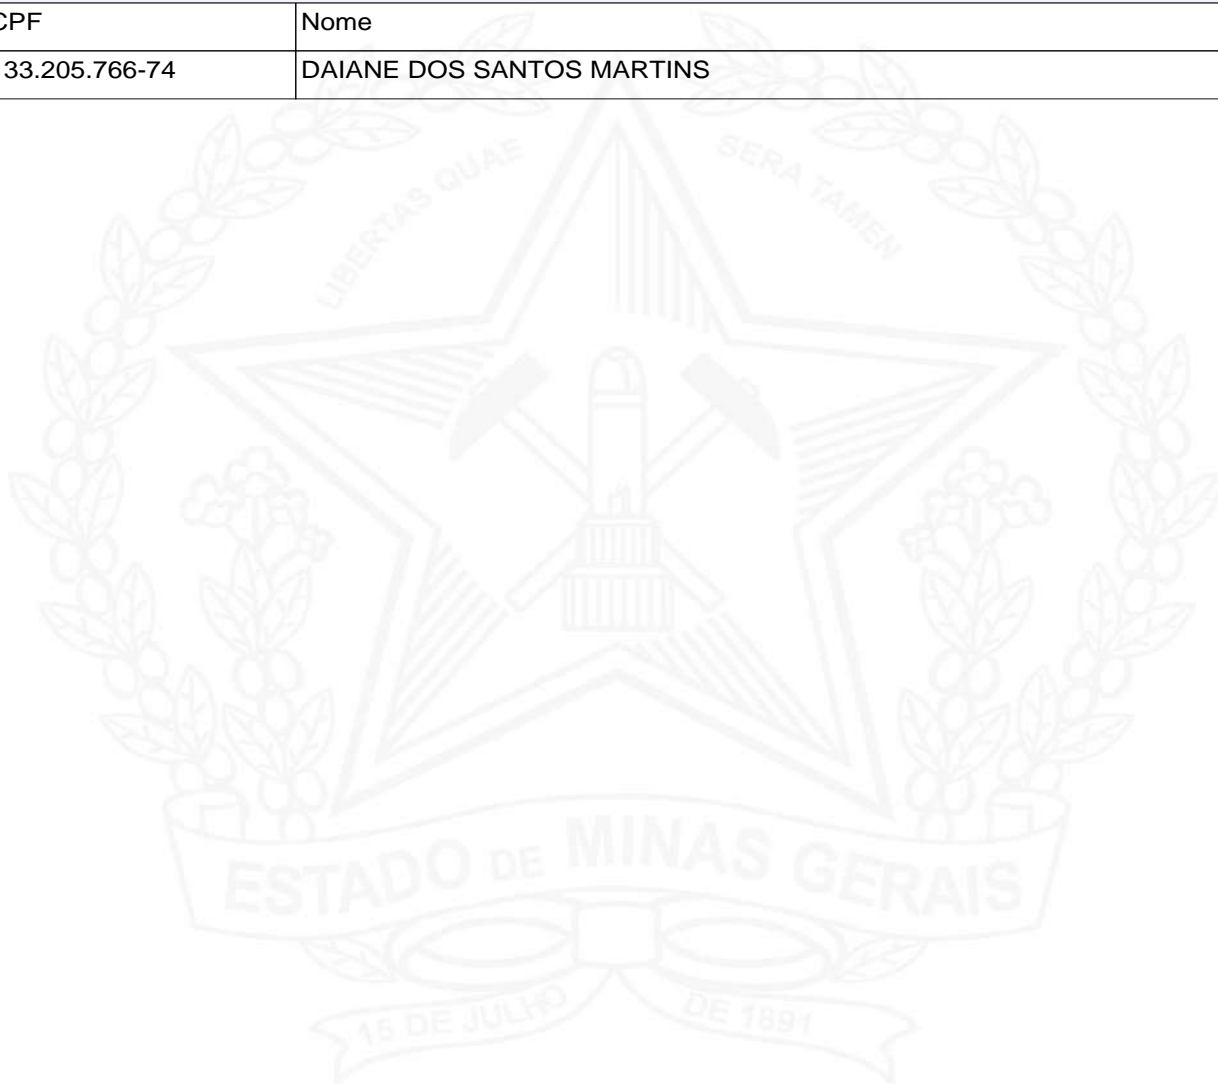 CPF Nome
33.205.766-74 DAIANE DOS SANTOS MARTINS
LIBERTAS QUAE SERA TAMEN
ESTADO DE MINAS GERAIS
15 DE JULHO DE 1891